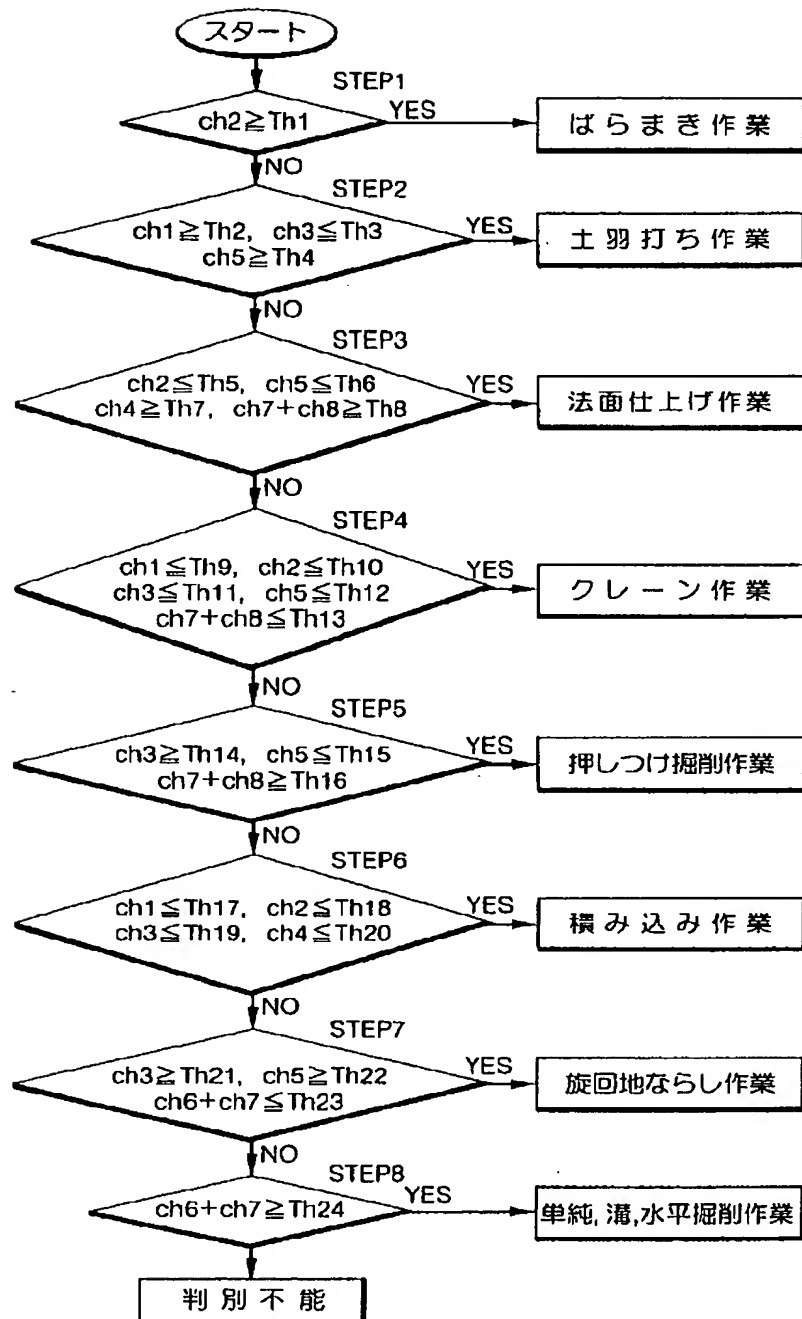 スタート
STEP1
ch2≧Th1
YES
ばらまき作業
NO
STEP2
ch1≧Th2, ch3≦Th3
ch5≧Th4
YES
土羽打ち作業
NO
STEP3
ch2≦Th5, ch5≦Th6
ch4≧Th7, ch7+ch8≧Th8
YES
法面仕上げ作業
NO
STEP4
ch1≦Th9, ch2≦Th10
ch3≦Th11, ch5≦Th12
ch7+ch8≦Th13
YES
クレーン作業
NO
STEP5
ch3≧Th14, ch5≦Th15
ch7+ch8≧Th16
YES
押しつけ掘削作業
NO
STEP6
ch1≦Th17, ch2≦Th18
ch3≦Th19, ch4≦Th20
YES
積み込み作業
NO
STEP7
ch3≧Th21, ch5≧Th22
ch6+ch7≦Th23
YES
旋回地ならし作業
NO
STEP8
ch6+ch7≧Th24
YES
単純,溝,水平掘削作業
判別不能